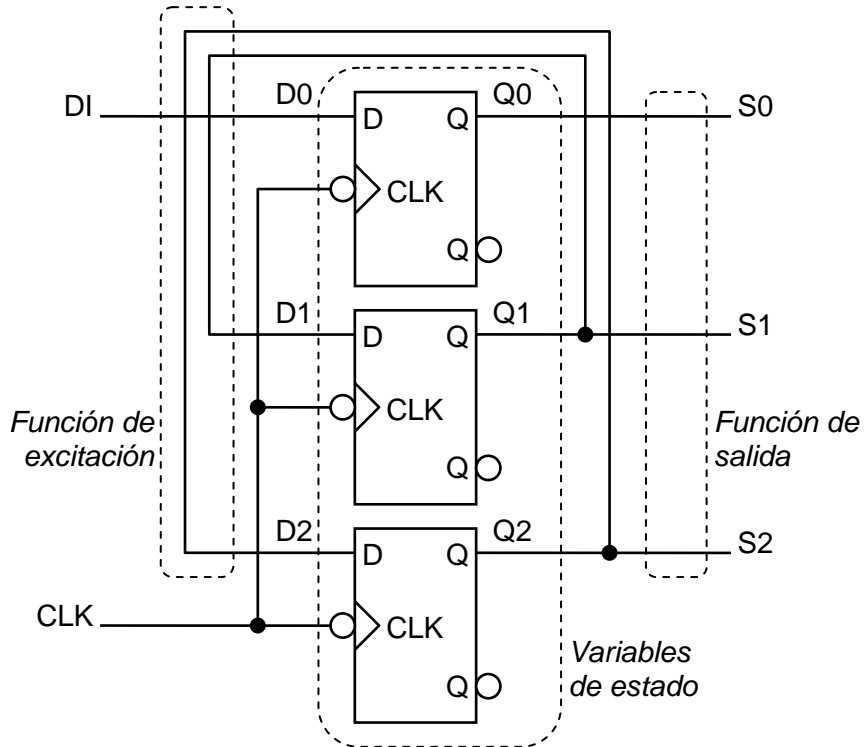 DI
D0
D
Q
Q0
S0
CLK
Q
D1
D
Q
Q1
S1
CLK
Q
Función de
excitación
Función de
salida
D2
D
Q
Q2
S2
CLK
CLK
Q
Variables
de estado